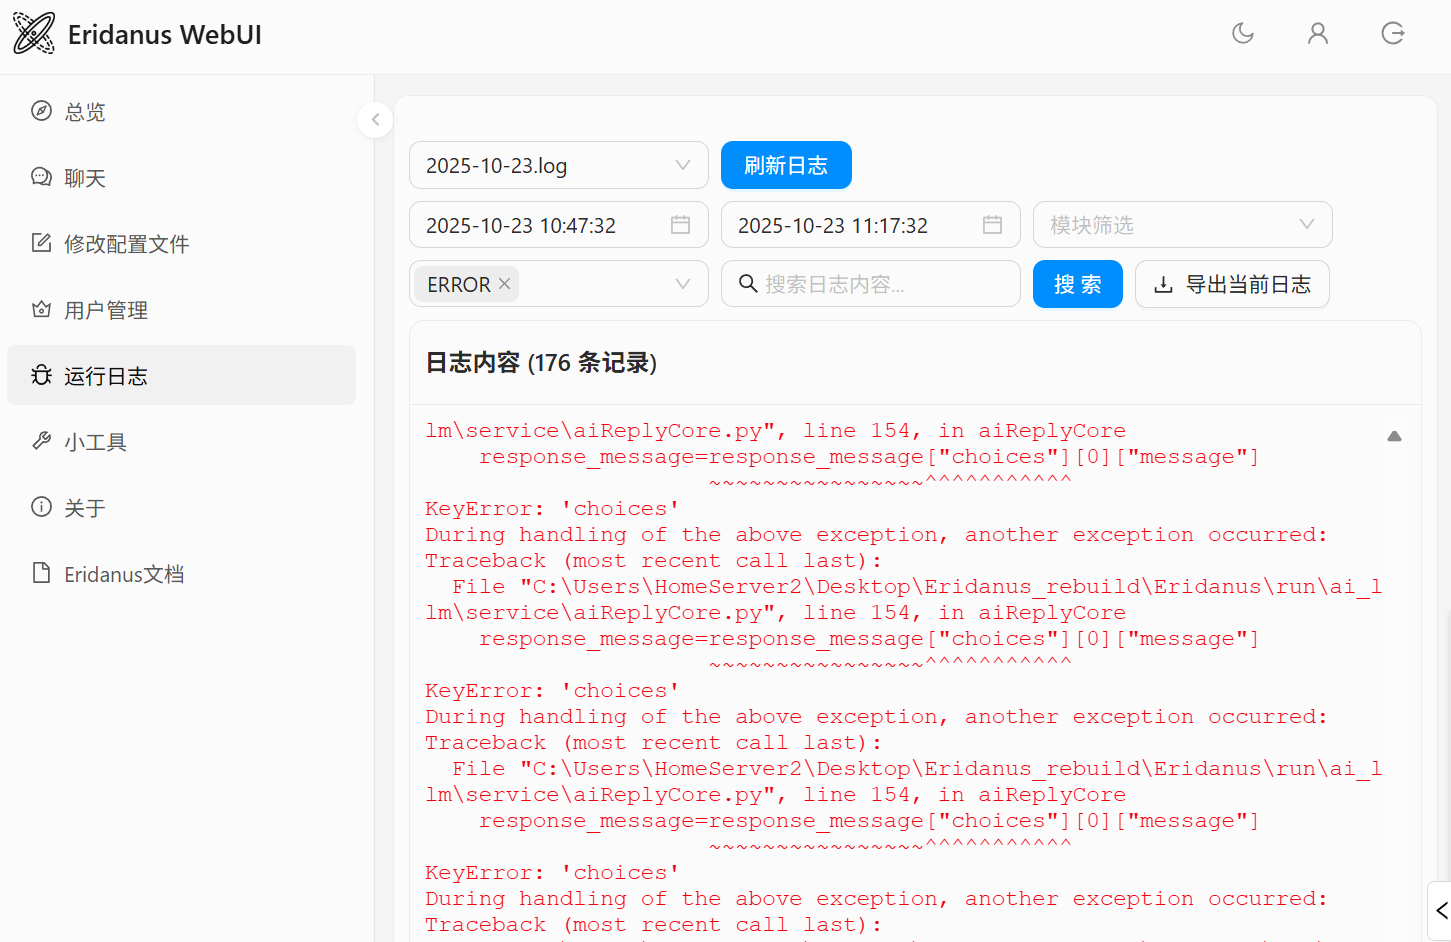 Eridanus WebUI
总览
聊天
修改配置文件
用户管理
运行日志
小工具
关于
Eridanus文档
2025-10-23.log
刷新日志
2025-10-23 10:47:32
2025-10-23 11:17:32
模块筛选
ERROR
搜索日志内容...
搜 索
导出当前日志
日志内容 (176 条记录)
lm\service\aiReplyCore.py", line 154, in aiReplyCore
    response_message=response_message["choices"][0]["message"]
                     ~~~~~~~~~~~~~~~~^^^^^^^^^^^
KeyError: 'choices'
During handling of the above exception, another exception occurred:
Traceback (most recent call last):
  File "C:\Users\HomeServer2\Desktop\Eridanus_rebuild\Eridanus\run\ai_l
lm\service\aiReplyCore.py", line 154, in aiReplyCore
    response_message=response_message["choices"][0]["message"]
                     ~~~~~~~~~~~~~~~~^^^^^^^^^^^
KeyError: 'choices'
During handling of the above exception, another exception occurred:
Traceback (most recent call last):
  File "C:\Users\HomeServer2\Desktop\Eridanus_rebuild\Eridanus\run\ai_l
lm\service\aiReplyCore.py", line 154, in aiReplyCore
    response_message=response_message["choices"][0]["message"]
                     ~~~~~~~~~~~~~~~~^^^^^^^^^^^
KeyError: 'choices'
During handling of the above exception, another exception occurred:
Traceback (most recent call last):